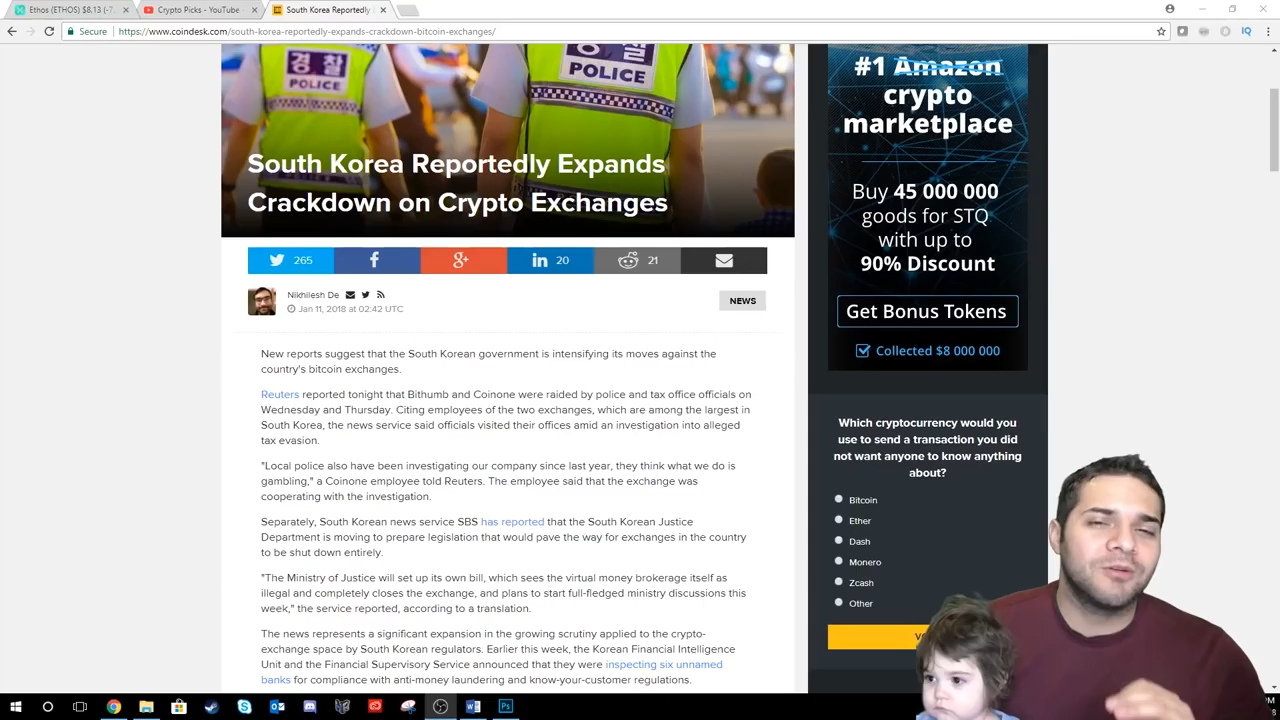 Ethos (ETHOS) $8.13 (-7.
Crypto Picks - YouTube
South Korea Reportedly E
Secure
https://www.coindesk.com/south-korea-reportedly-expands-crackdown-bitcoin-exchanges/
IQ
경찰
POLICE
경찰
POLICE
South Korea Reportedly Expands
Crackdown on Crypto Exchanges
265
20
21
Nikhilesh De
Jan 11, 2018 at 02:42 UTC
NEWS
New reports suggest that the South Korean government is intensifying its moves against the
country's bitcoin exchanges.
Reuters reported tonight that Bithumb and Coinone were raided by police and tax office officials on
Wednesday and Thursday. Citing employees of the two exchanges, which are among the largest in
South Korea, the news service said officials visited their offices amid an investigation into alleged
tax evasion.
"Local police also have been investigating our company since last year, they think what we do is
gambling," a Coinone employee told Reuters. The employee said that the exchange was
cooperating with the investigation.
Separately, South Korean news service SBS has reported that the South Korean Justice
Department is moving to prepare legislation that would pave the way for exchanges in the country
to be shut down entirely.
"The Ministry of Justice will set up its own bill, which sees the virtual money brokerage itself as
illegal and completely closes the exchange, and plans to start full-fledged ministry discussions this
week," the service reported, according to a translation.
The news represents a significant expansion in the growing scrutiny applied to the crypto-
exchange space by South Korean regulators. Earlier this week, the Korean Financial Intelligence
Unit and the Financial Supervisory Service announced that they were inspecting six unnamed
banks for compliance with anti-money laundering and know-your-customer regulations.
#1 Amazon
crypto
marketplace
Buy 45 000 000
goods for STQ
with up to
90% Discount
Get Bonus Tokens
Collected $8 000 000
Which cryptocurrency would you
use to send a transaction you did
not want anyone to know anything
about?
Bitcoin
Ether
Dash
Monero
Zcash
Other